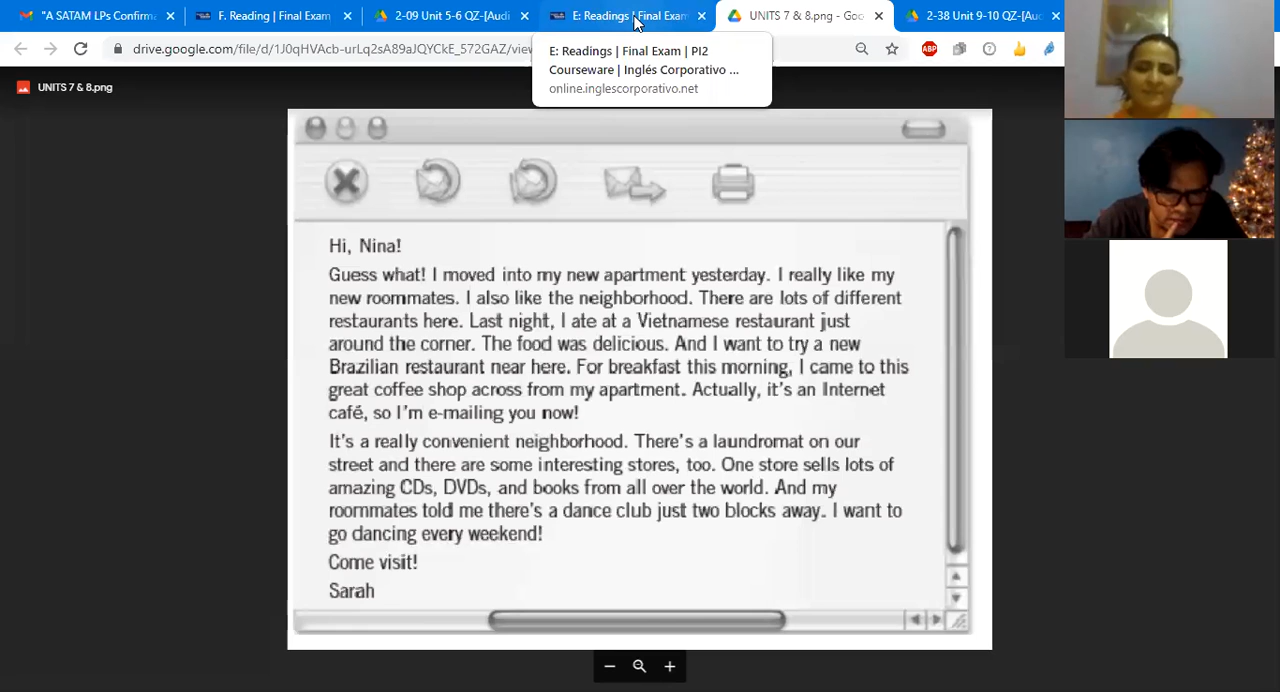 "A SATAM LPs Confirma
F. Reading | Final Exam
2-09 Unit 5-6 QZ-[Audi
E: Readings | Final Exam
UNITS 7 & 8.png - Goo
2-38 Unit 9-10 QZ-[Au
drive.google.com/file/d/1J0qHVAcb-urLq2sA89aJQYCkE_572GAZ/view
ABP
E: Readings | Final Exam | PI2
Courseware | Inglés Corporativo ...
online.inglescorporativo.net
UNITS 7 & 8.png
Hi, Nina!
Guess what! I moved into my new apartment yesterday. I really like my
new roommates. I also like the neighborhood. There are lots of different
restaurants here. Last night, I ate at a Vietnamese restaurant just
around the corner. The food was delicious. And I want to try a new
Brazilian restaurant near here. For breakfast this morning, I came to this
great coffee shop across from my apartment. Actually, it's an Internet
café, so I'm e-mailing you now!
It's a really convenient neighborhood. There's a laundromat on our
street and there are some interesting stores, too. One store sells lots of
amazing CDs, DVDs, and books from all over the world. And my
roommates told me there's a dance club just two blocks away. I want to
go dancing every weekend!
Come visit!
Sarah